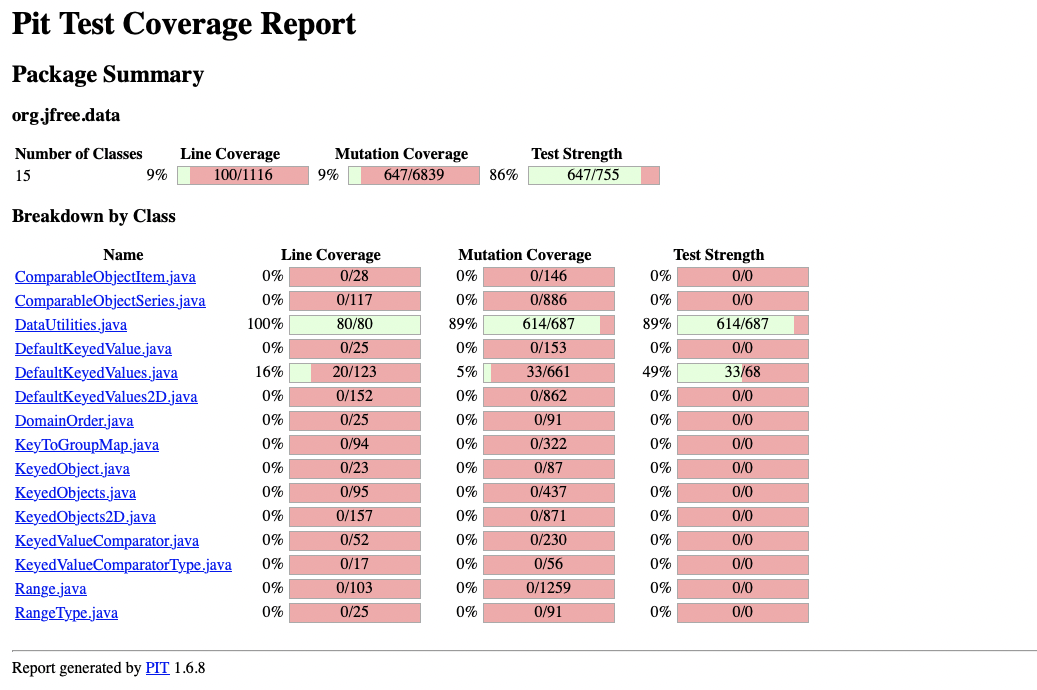 Pit Test Coverage Report
Package Summary
org.jfree.data
Number of Classes Line Coverage Mutation Coverage Test Strength
15 9% 100/1116 9% 647/6839 86% 647/755
Breakdown by Class
Name Line Coverage Mutation Coverage Test Strength
ComparableObjectItem.java 0% 0/28 0% 0/146 0% 0/0
ComparableObjectSeries.java 0% 0/117 0% 0/886 0% 0/0
DataUtilities.java 100% 80/80 89% 614/687 89% 614/687
DefaultKeyedValue.java 0% 0/25 0% 0/153 0% 0/0
DefaultKeyedValues.java 16% 20/123 5% 33/661 49% 33/68
DefaultKeyedValues2D.java 0% 0/152 0% 0/862 0% 0/0
DomainOrder.java 0% 0/25 0% 0/91 0% 0/0
KeyToGroupMap.java 0% 0/94 0% 0/322 0% 0/0
KeyedObject.java 0% 0/23 0% 0/87 0% 0/0
KeyedObjects.java 0% 0/95 0% 0/437 0% 0/0
KeyedObjects2D.java 0% 0/157 0% 0/871 0% 0/0
KeyedValueComparator.java 0% 0/52 0% 0/230 0% 0/0
KeyedValueComparatorType.java 0% 0/17 0% 0/56 0% 0/0
Range.java 0% 0/103 0% 0/1259 0% 0/0
RangeType.java 0% 0/25 0% 0/91 0% 0/0
Report generated by PIT 1.6.8